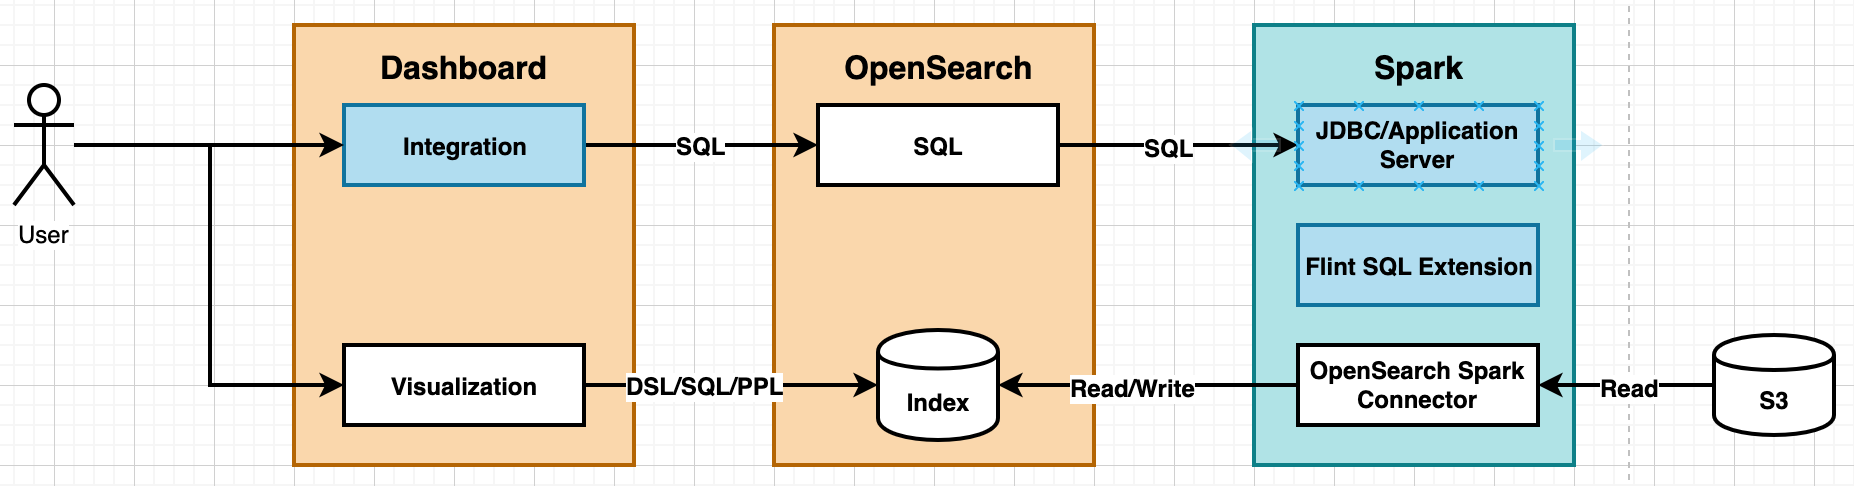 Dashboard
OpenSearch
Spark
Integration
SQL
SQL
SQL
JDBC/Application
Server
User
Flint SQL Extension
Visualization
DSL/SQL/PPL
Index
Read/Write
OpenSearch Spark
Connector
Read
S3